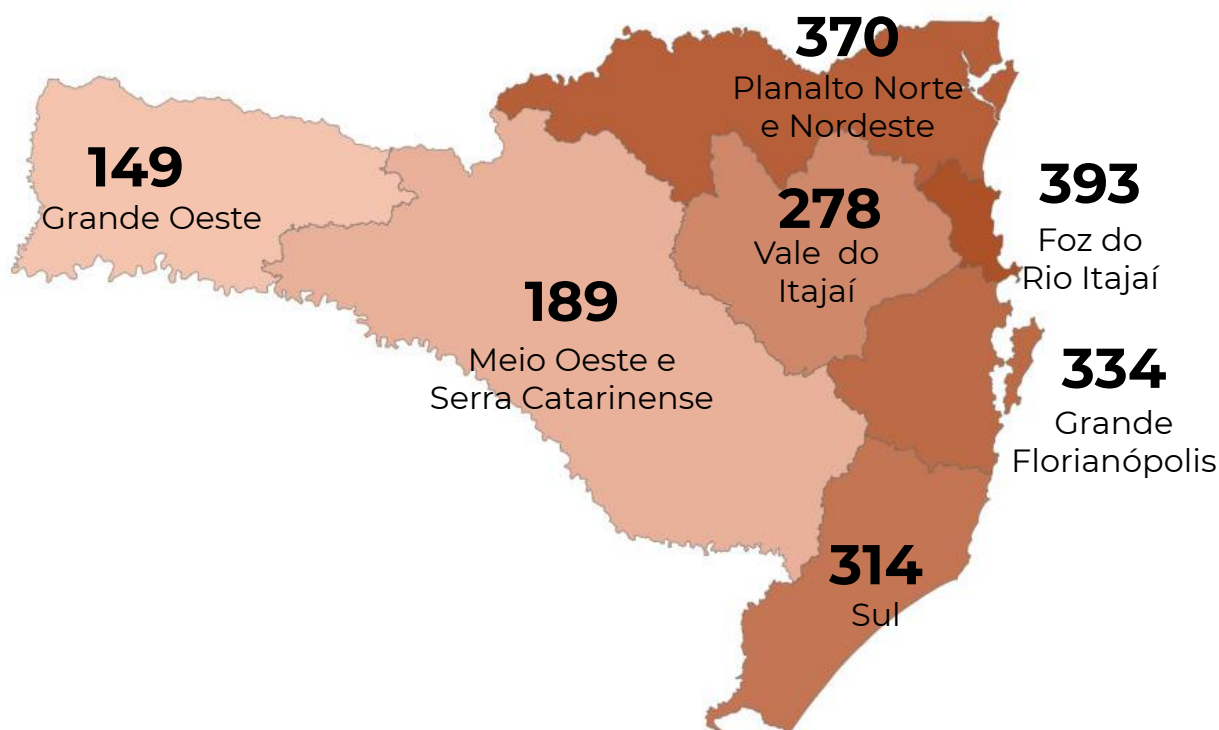 370
Planalto Norte
e Nordeste
149
Grande Oeste
393
Foz do
Rio Itajaí
278
Vale do
Itajaí
189
Meio Oeste e
Serra Catarinense
334
Grande
Florianópolis
314
Sul